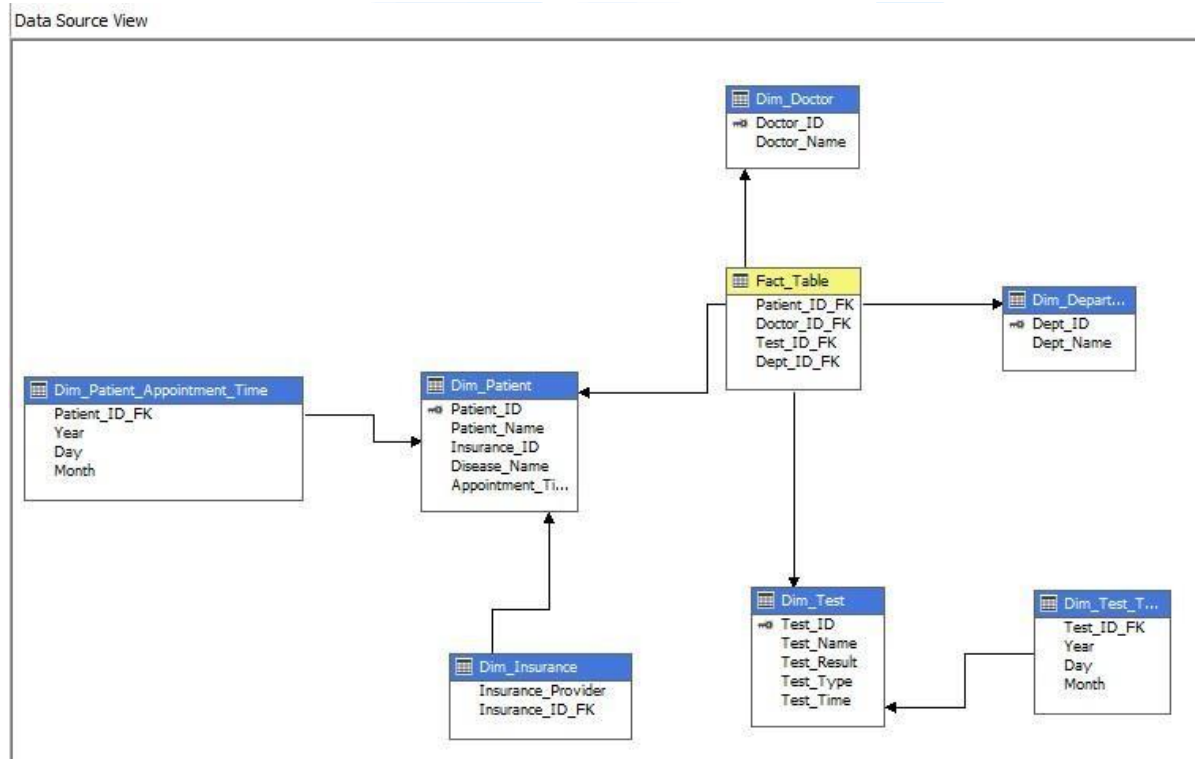 Data Source View
Dim_Doctor
Doctor_ID
Doctor_Name
Fact_Table
Patient_ID_FK
Doctor_ID_FK
Test_ID_FK
Dept_ID_FK
Dim_Depart...
Dept_ID
Dept_Name
Dim_Patient_Appointment_Time
Patient_ID_FK
Year
Day
Month
Dim_Patient
Patient_ID
Patient_Name
Insurance_ID
Disease_Name
Appointment_Ti...
Dim_Insurance
Insurance_Provider
Insurance_ID_FK
Dim_Test
Test_ID
Test_Name
Test_Result
Test_Type
Test_Time
Dim_Test_T...
Test_ID_FK
Year
Day
Month